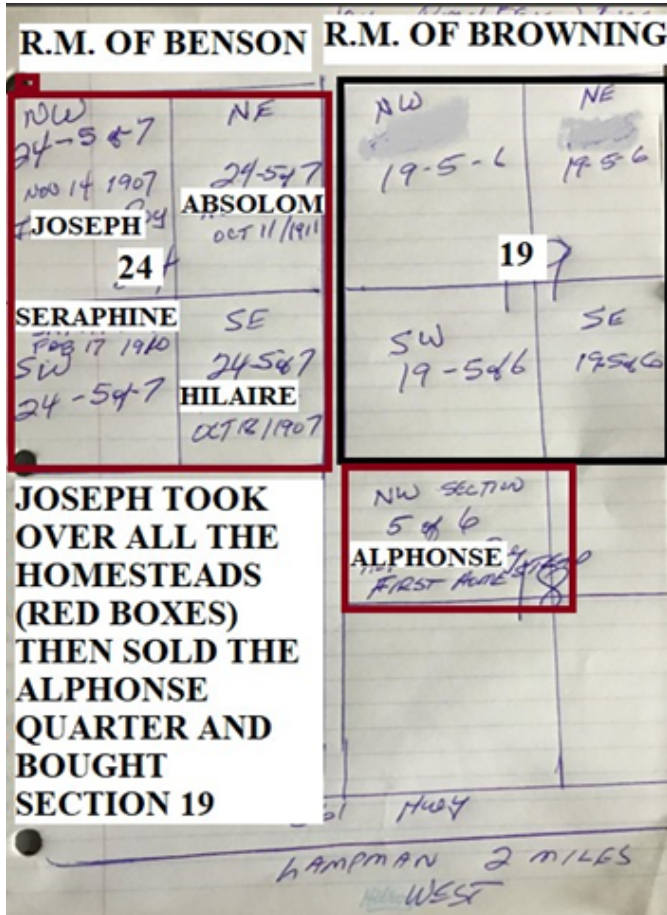 R.M. OF BENSON
R.M. OF BROWNING
NW
24-5 of 7
NOV 14 1907
JOSEPH
24
NE
24-5 of 7
ABSOLOM
OCT 11/1911
SERAPHINE
FEB 17 1910
SW
24-5 of 7
SE
24-5 of 7
HILAIRE
OCT 18/1907
NW
19-5-6
NE
19-5-6
19
SW
19-5 of 6
SE
19-5 of 6
NW SECTION
5 of 6
ALPHONSE
FIRST HOMESTEAD
18
JOSEPH TOOK
OVER ALL THE
HOMESTEADS
(RED BOXES)
THEN SOLD THE
ALPHONSE
QUARTER AND
BOUGHT
SECTION 19
Hwy
LAMPMAN 2 MILES
WEST